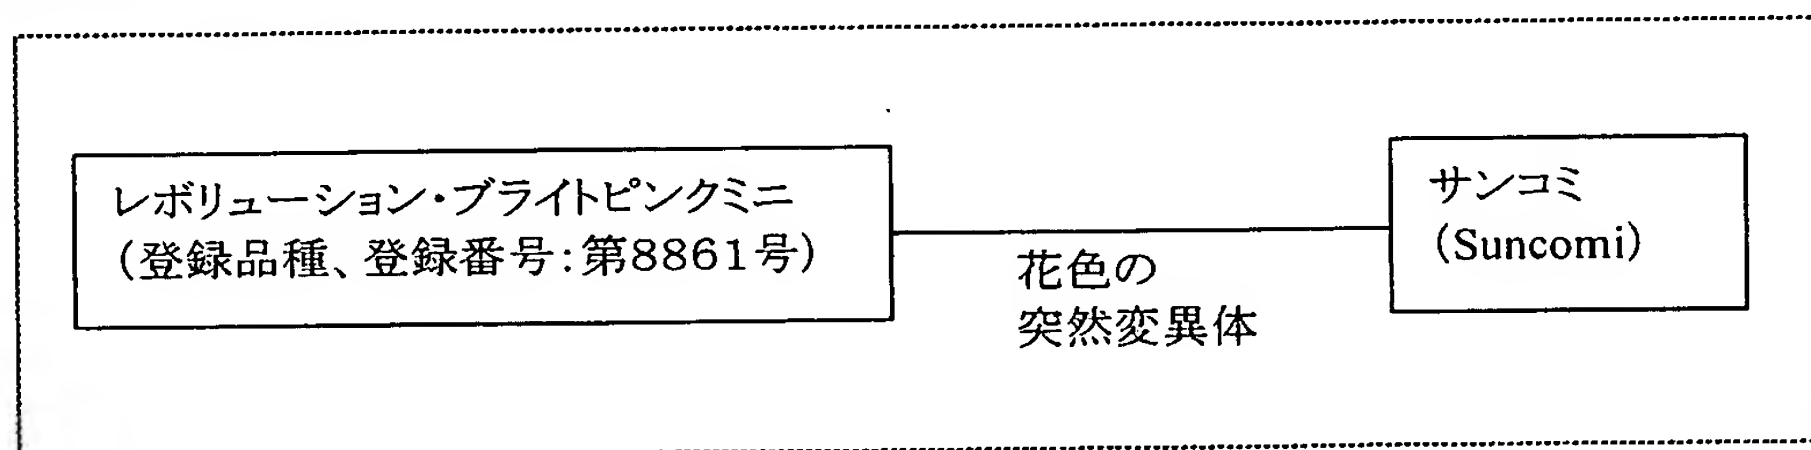 レボリューション・ブライトピンクミニ
（登録品種、登録番号：第8861号）
花色の
突然変異体
サンコミ
（Suncomi）